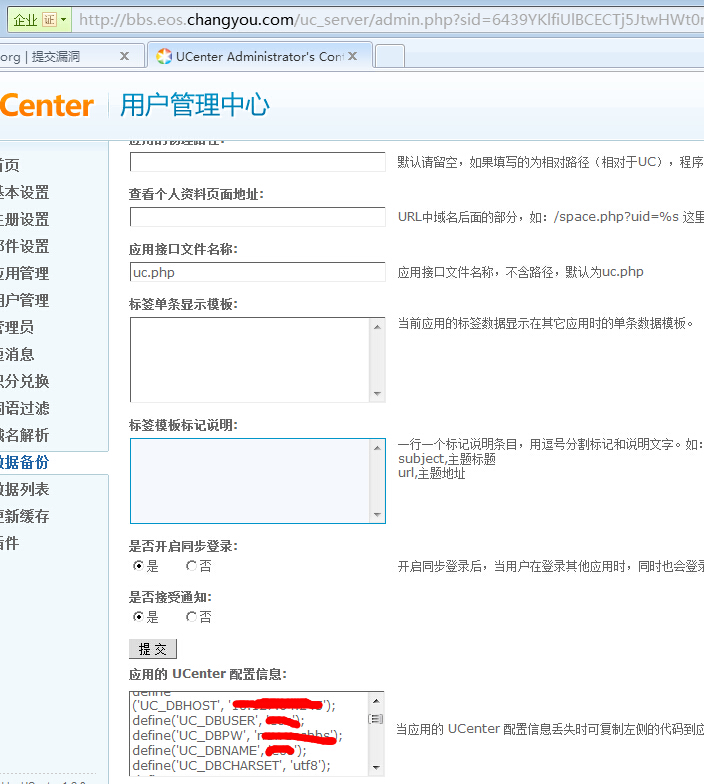 企业 证 http://bbs.eos.changyou.com/uc_server/admin.php?sid=6439YKlfiUlBCECTj5JtwHWt0
org | 提交漏洞
UCenter Administrator's Con
Center 用户管理中心
应用的物理路径:
默认请留空，如果填写的为相对路径（相对于UC），程序
查看个人资料页面地址:
URL中域名后面的部分，如：/space.php?uid=%s 这里
应用接口文件名称:
uc.php
应用接口文件名称，不含路径，默认为uc.php
标签单条显示模板:
当前应用的标签数据显示在其它应用时的单条数据模板。
标签模板标记说明:
一行一个标记说明条目，用逗号分割标记和说明文字。如：
subject,主题标题
url,主题地址
是否开启同步登录:
是 否
开启同步登录后，当用户在登录其他应用时，同时也会登录
是否接受通知:
是 否
提 交
应用的 UCenter 配置信息:
define
('UC_DBHOST', '
');
define('UC_DBUSER', '
');
define('UC_DBPW', '
bbs');
define('UC_DBNAME',
');
define('UC_DBCHARSET', 'utf8');
当应用的 UCenter 配置信息丢失时可复制左侧的代码到应
首页
基本设置
注册设置
邮件设置
应用管理
用户管理
管理员
短消息
积分兑换
词语过滤
域名解析
数据备份
数据列表
更新缓存
插件